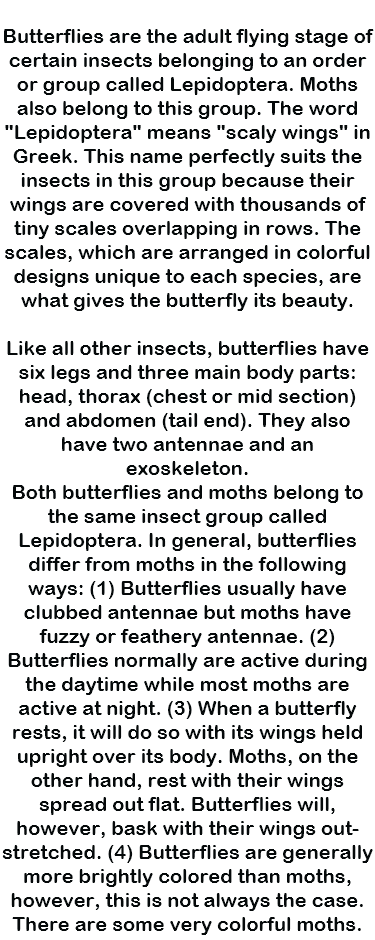 Butterflies are the adult flying stage of
certain insects belonging to an order
or group called Lepidoptera. Moths
also belong to this group. The word
"Lepidoptera" means "scaly wings" in
Greek. This name perfectly suits the
insects in this group because their
wings are covered with thousands of
tiny scales overlapping in rows. The
scales, which are arranged in colorful
designs unique to each species, are
what gives the butterfly its beauty.
Like all other insects, butterflies have
six legs and three main body parts:
head, thorax (chest or mid section)
and abdomen (tail end). They also
have two antennae and an
exoskeleton.
Both butterflies and moths belong to
the same insect group called
Lepidoptera. In general, butterflies
differ from moths in the following
ways: (1) Butterflies usually have
clubbed antennae but moths have
fuzzy or feathery antennae. (2)
Butterflies normally are active during
the daytime while most moths are
active at night. (3) When a butterfly
rests, it will do so with its wings held
upright over its body. Moths, on the
other hand, rest with their wings
spread out flat. Butterflies will,
however, bask with their wings out-
stretched. (4) Butterflies are generally
more brightly colored than moths,
however, this is not always the case.
There are some very colorful moths.